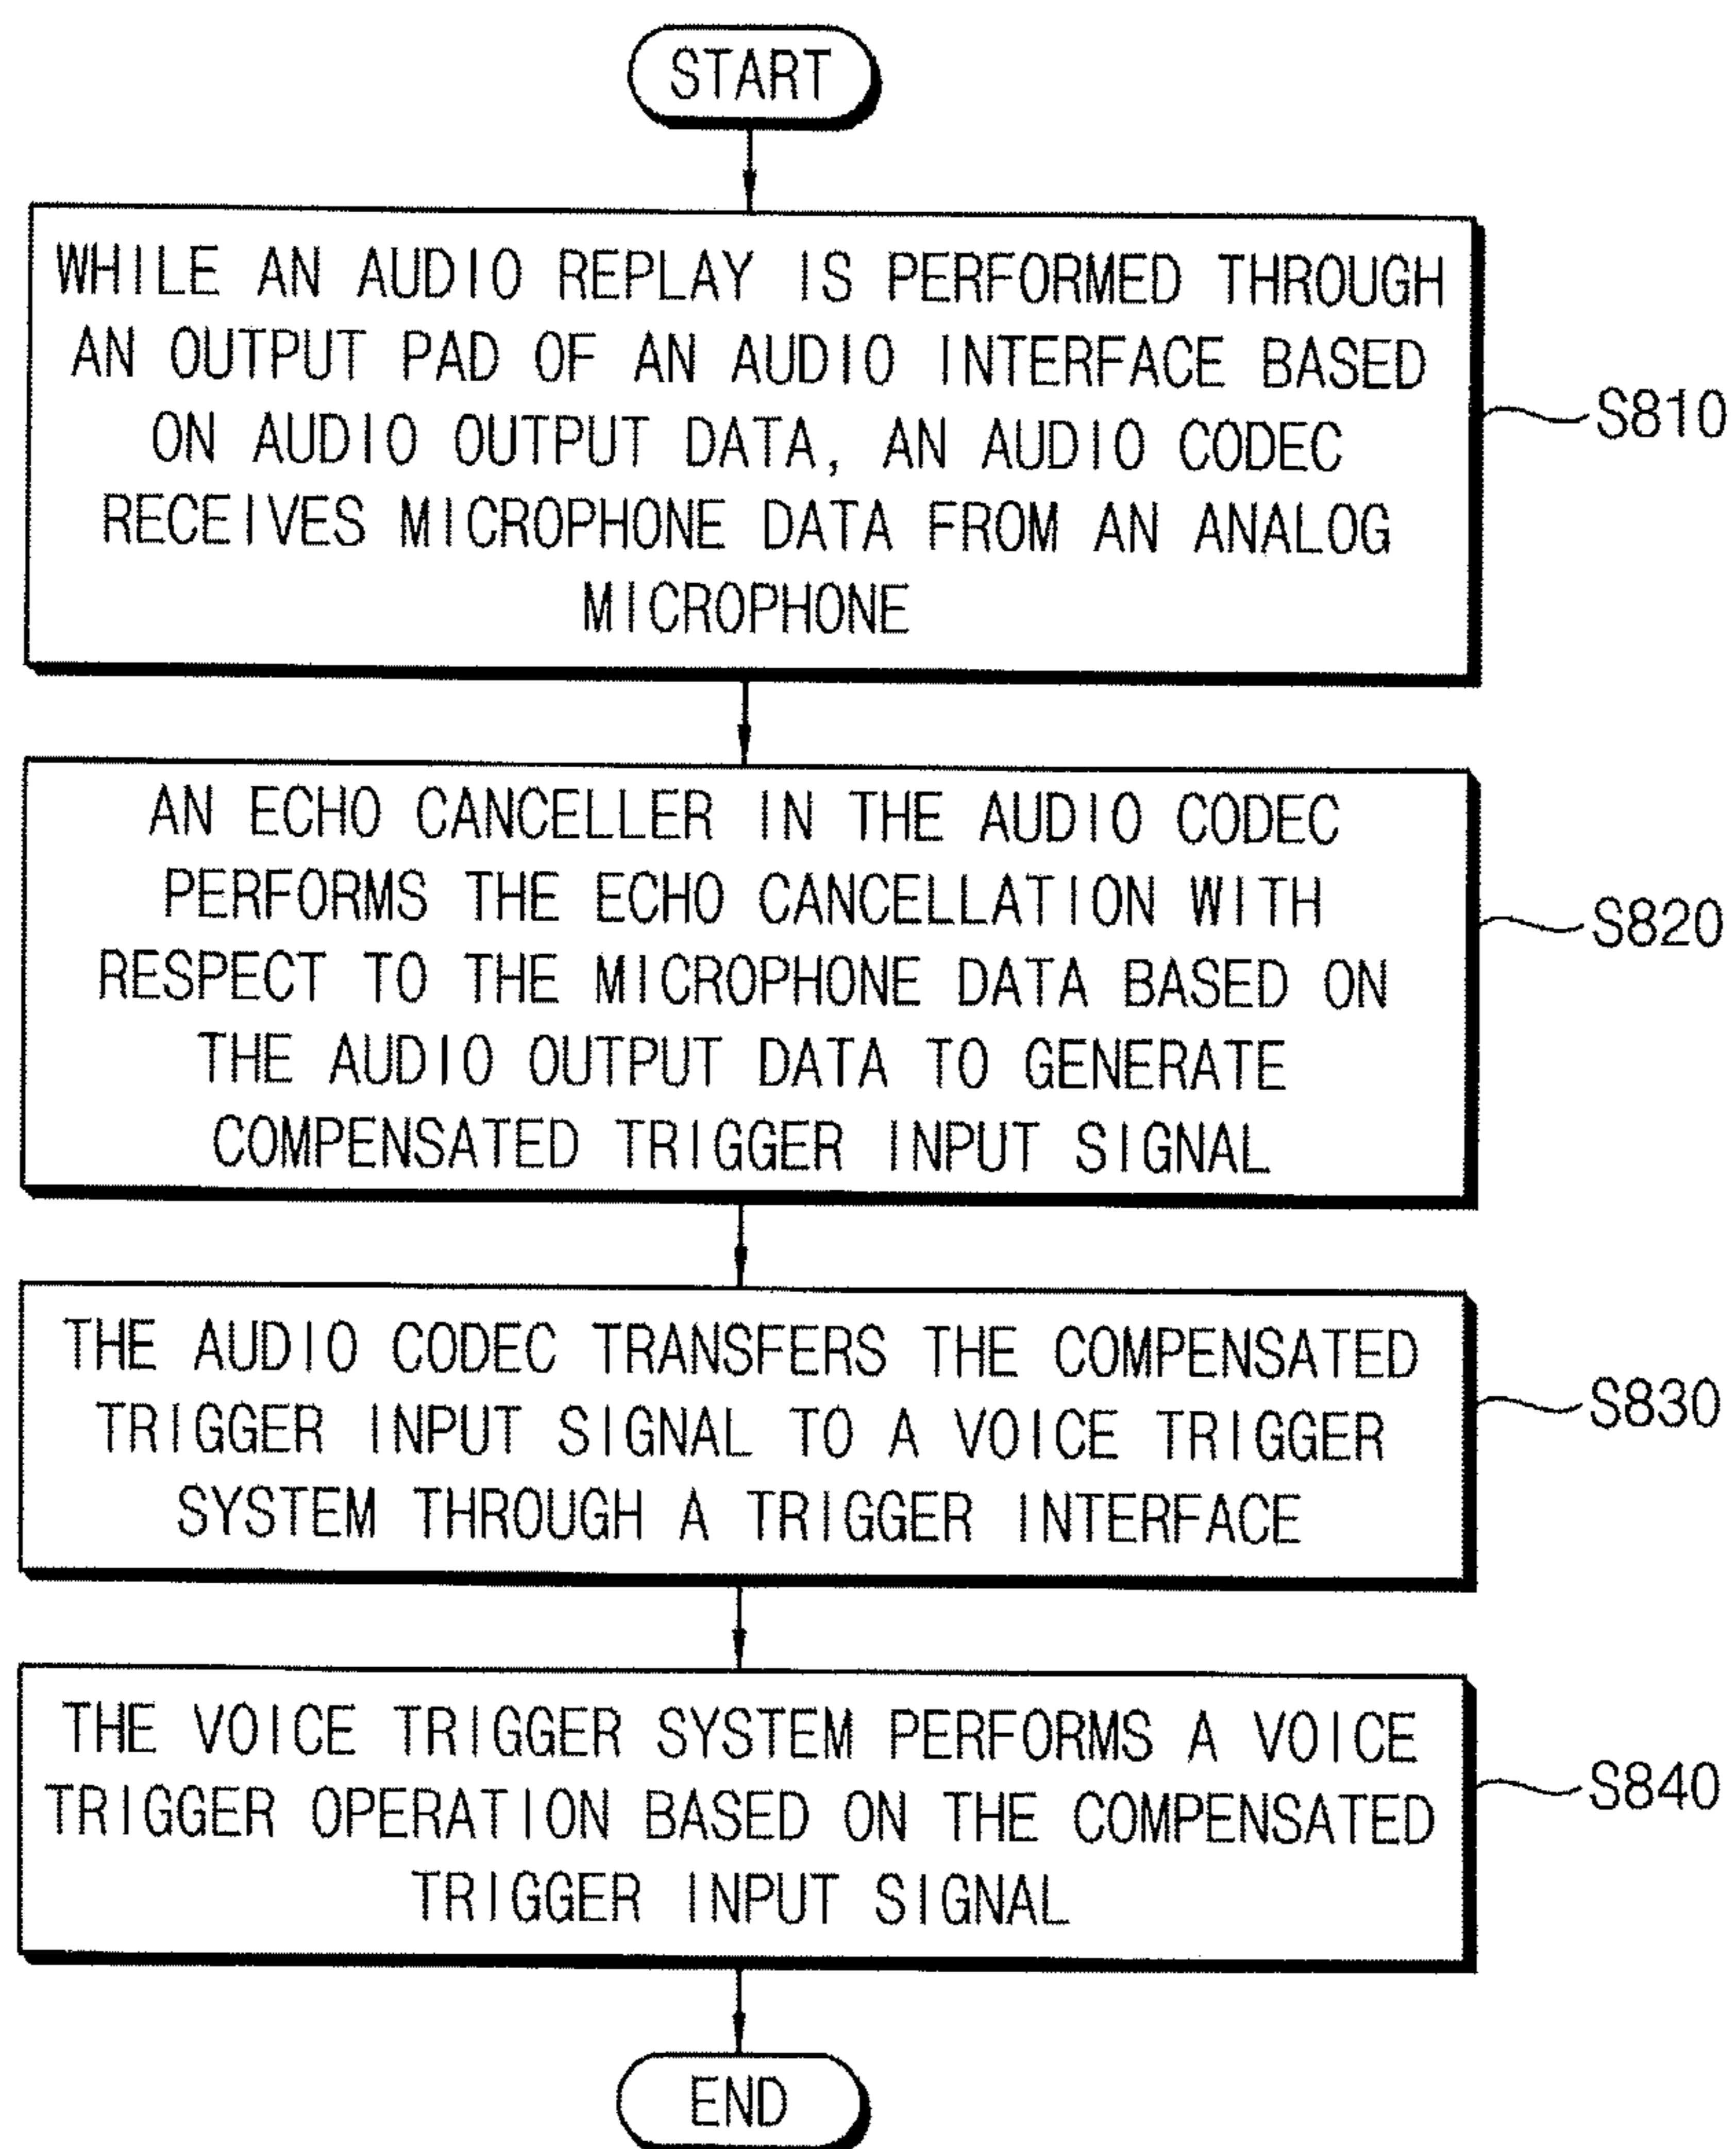 START
WHILE AN AUDIO REPLAY IS PERFORMED THROUGH
AN OUTPUT PAD OF AN AUDIO INTERFACE BASED
ON AUDIO OUTPUT DATA, AN AUDIO CODEC
RECEIVES MICROPHONE DATA FROM AN ANALOG
MICROPHONE
S810
AN ECHO CANCELLER IN THE AUDIO CODEC
PERFORMS THE ECHO CANCELLATION WITH
RESPECT TO THE MICROPHONE DATA BASED ON
THE AUDIO OUTPUT DATA TO GENERATE
COMPENSATED TRIGGER INPUT SIGNAL
S820
THE AUDIO CODEC TRANSFERS THE COMPENSATED
TRIGGER INPUT SIGNAL TO A VOICE TRIGGER
SYSTEM THROUGH A TRIGGER INTERFACE
S830
THE VOICE TRIGGER SYSTEM PERFORMS A VOICE
TRIGGER OPERATION BASED ON THE COMPENSATED
TRIGGER INPUT SIGNAL
S840
END